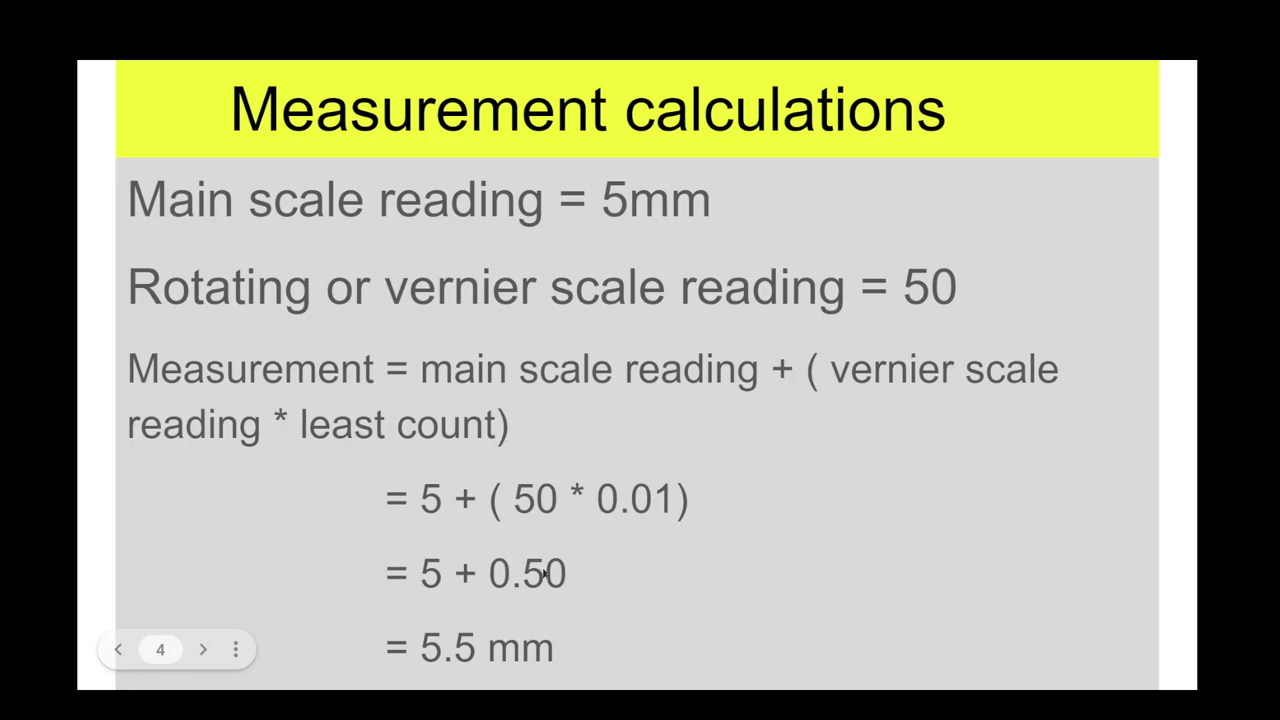 Measurement calculations
Main scale reading = 5mm
Rotating or vernier scale reading = 50
Measurement = main scale reading + ( vernier scale
reading * least count)
= 5 + ( 50 * 0.01)
= 5 + 0.50
= 5.5 mm
4